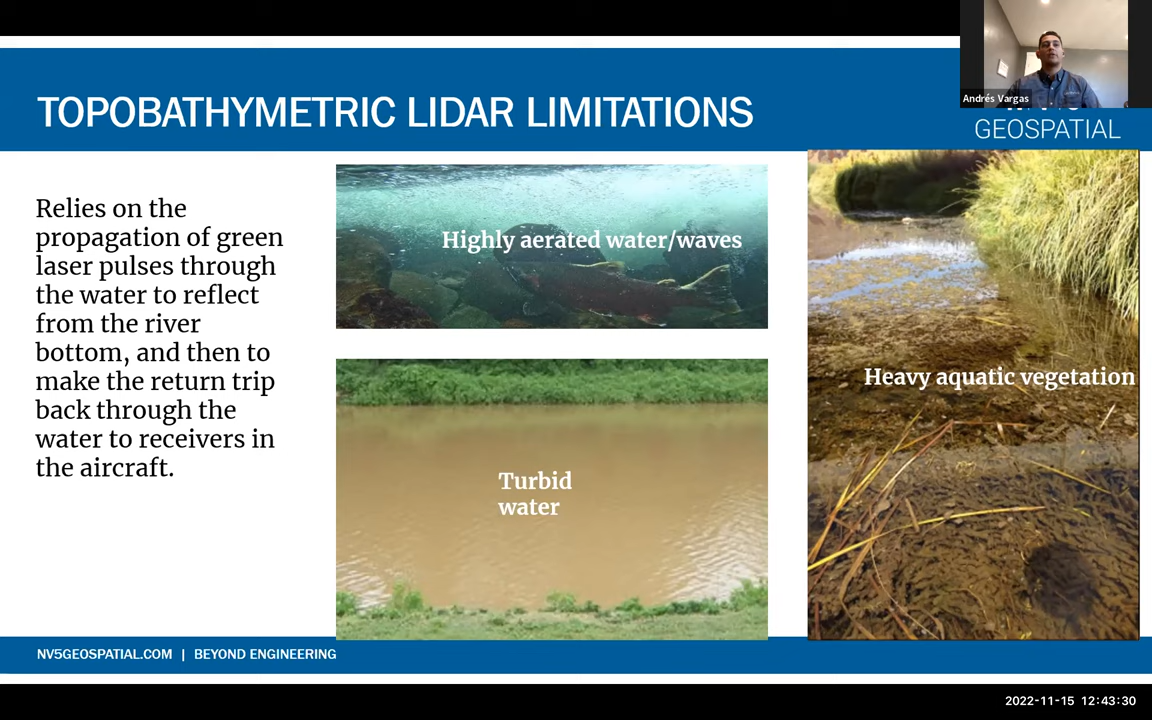 Andrés Vargas
TOPOBATHYMETRIC LIDAR LIMITATIONS
GEOSPATIAL
Relies on the
propagation of green
laser pulses through
the water to reflect
from the river
bottom, and then to
make the return trip
back through the
water to receivers in
the aircraft.
Highly aerated water/waves
Turbid
water
Heavy aquatic vegetation
NV5GEOSPATIAL.COM | BEYOND ENGINEERING
2022-11-15 12:43:30